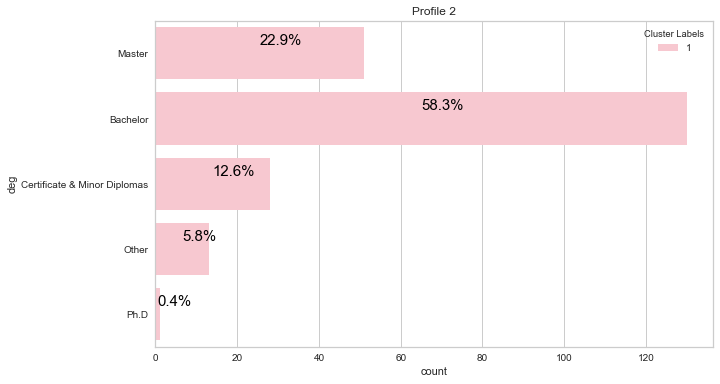 Profile 2
Cluster Labels
1
Master
22.9%
Bachelor
58.3%
Certificate & Minor Diplomas
12.6%
Other
5.8%
Ph.D
0.4%
deg
0 20 40 60 80 100 120
count